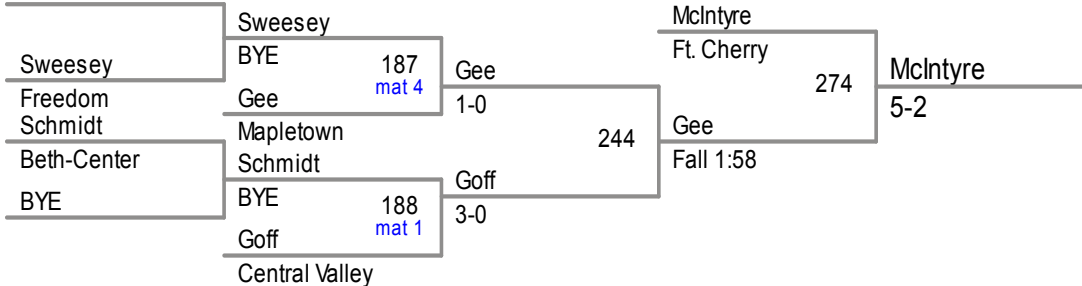 Sweesey
Freedom
Schmidt
Beth-Center
BYE
Sweesey
BYE
187
mat 4
Gee
Mapletown
Schmidt
BYE
188
mat 1
Goff
Central Valley
Gee
1-0
244
Goff
3-0
McIntyre
Ft. Cherry
274
Gee
Fall 1:58
McIntyre
5-2